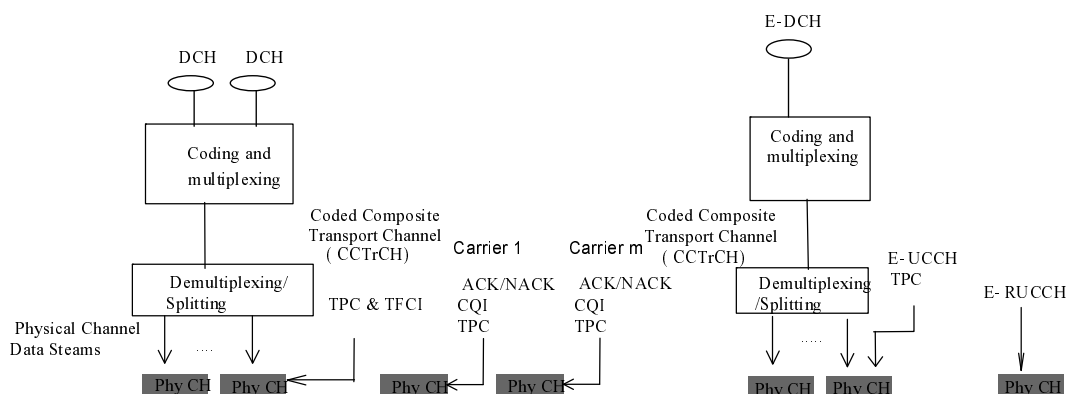 E-DCH
DCH
DCH
Coding and
multiplexing
Coding and
multiplexing
Coded Composite
Transport Channel
( CCTrCH)
Carrier 1
Carrier m
Coded Composite
Transport Channel
( CCTrCH)
Demultiplexing/
Splitting
TPC & TFCI
ACK/NACK
CQI
TPC
ACK/NACK
CQI
TPC
Demultiplexing
/Splitting
E- UCCH
TPC
E- RUCCH
Physical Channel
Data Steams
....
.....
Phy CH
Phy CH
Phy CH
Phy CH
Phy CH
Phy CH
Phy CH